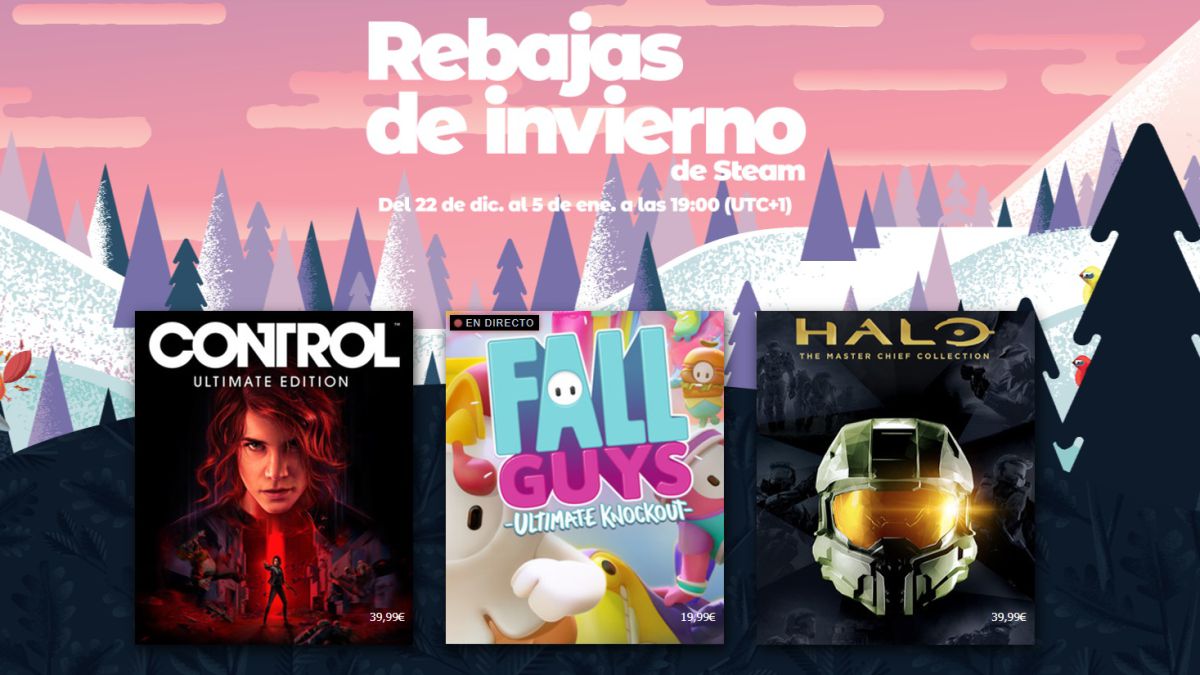 Rebajas
de invierno
de Steam
Del 22 de dic. al 5 de ene. a las 19:00 (UTC+1)
CONTROL™
ULTIMATE EDITION
39,99€
EN DIRECTO
FALL
GUYS
-ULTIMATE KNOCKOUT-
19,99€
HALO
THE MASTER CHIEF COLLECTION
39,99€